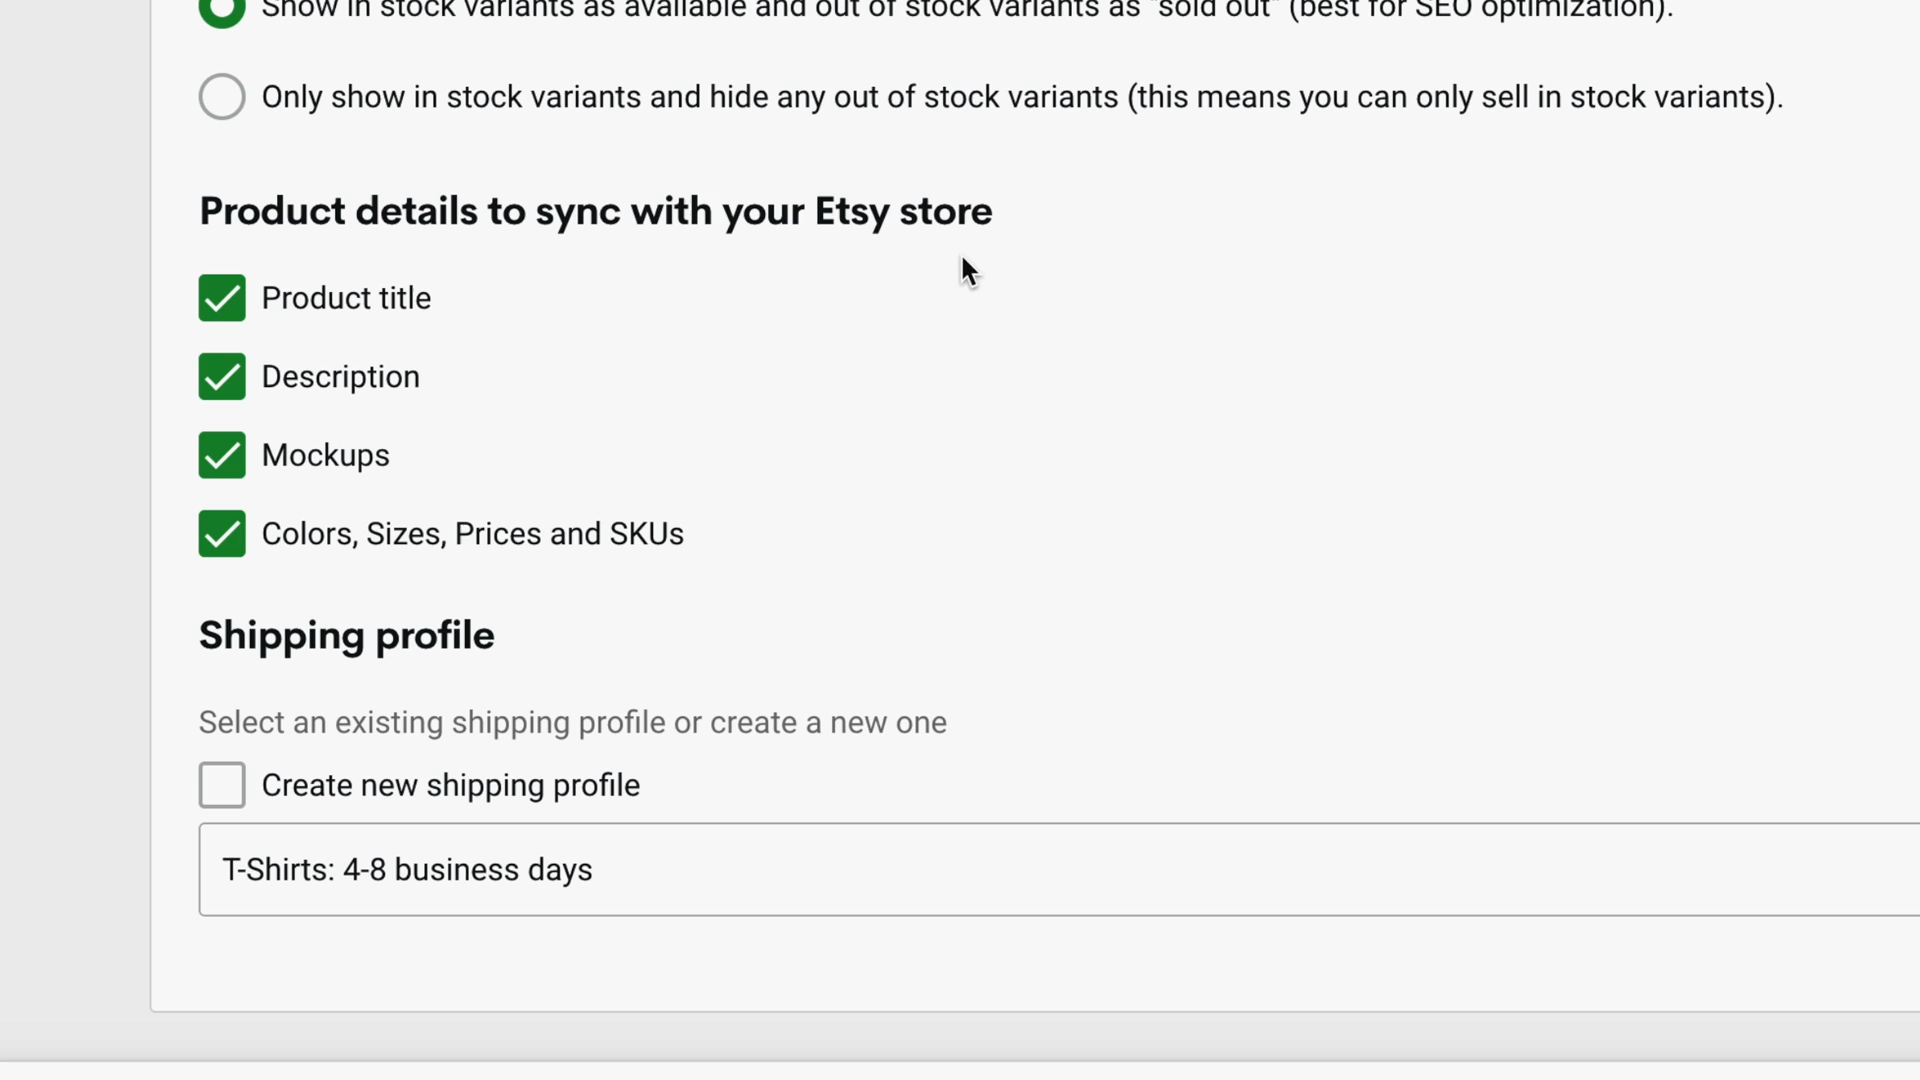 Show in stock variants as available and out of stock variants as "sold out" (best for SEO optimization).
Only show in stock variants and hide any out of stock variants (this means you can only sell in stock variants).
Product details to sync with your Etsy store
Product title
Description
Mockups
Colors, Sizes, Prices and SKUs
Shipping profile
Select an existing shipping profile or create a new one
Create new shipping profile
T-Shirts: 4-8 business days